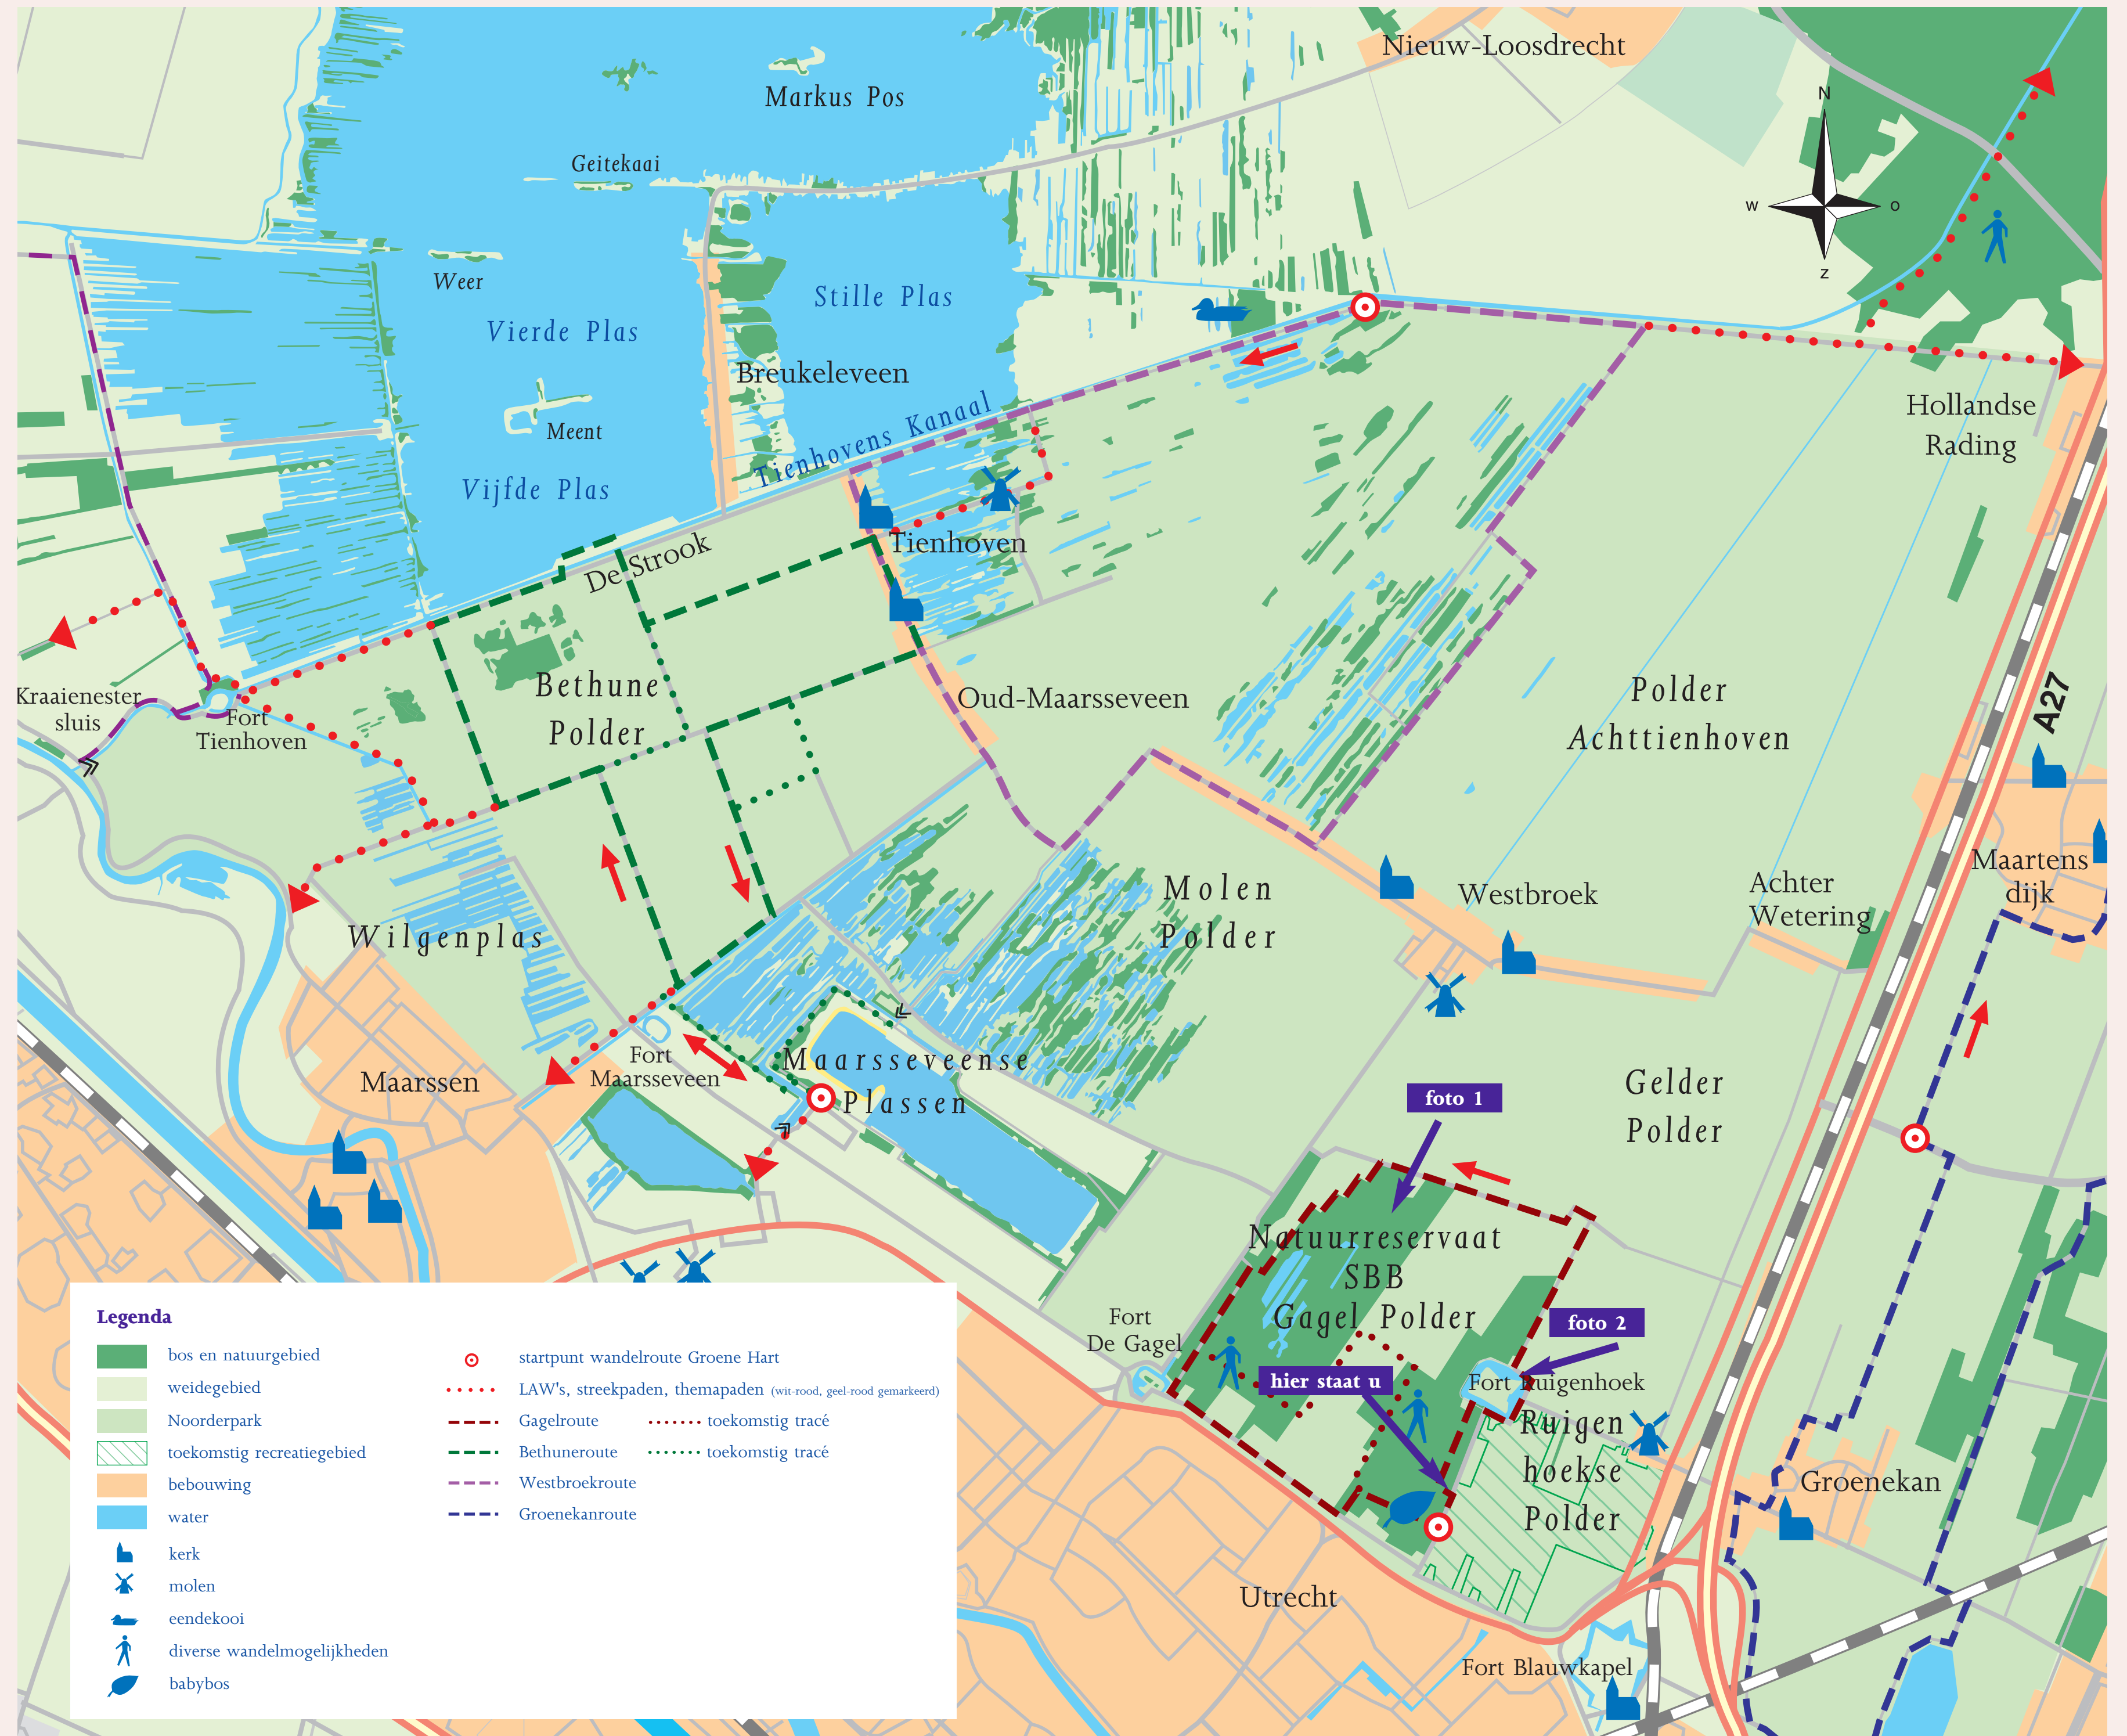 Nieuw-Loosdrecht
Markus Pos
N
Geitekaai
w
o
z
Weer
Stille Plas
Vierde Plas
Breukeleveen
Meent
Tienhovens Kanaal
Hollandse
Rading
Vijfde Plas
De Strook
Tienhoven
Bethune
Polder
Oud-Maarsseveen
Polder
Achttienhoven
A27
Kraaienester
sluis
Fort
Tienhoven
Maartens
dijk
Molen
Polder
Westbroek
Achter
Wetering
Wilgenplas
Fort
Maarsseveen
Maarsseveense
Plassen
Maarssen
Gelder
Polder
foto 1
Natuurreservaat
SBB
Gagel Polder
Fort
De Gagel
foto 2
hier staat u
Fort Ruigenhoek
Ruigen
hoekse
Polder
Groenekan
Utrecht
Fort Blauwkapel
Legenda
bos en natuurgebied
weidegebied
Noorderpark
toekomstig recreatiegebied
bebouwing
water
kerk
molen
eendekooi
diverse wandelmogelijkheden
babybos
startpunt wandelroute Groene Hart
LAW's, streekpaden, themapaden (wit-rood, geel-rood gemarkeerd)
Gagelroute toekomstig tracé
Bethuneroute toekomstig tracé
Westbroekroute
Groenekanroute